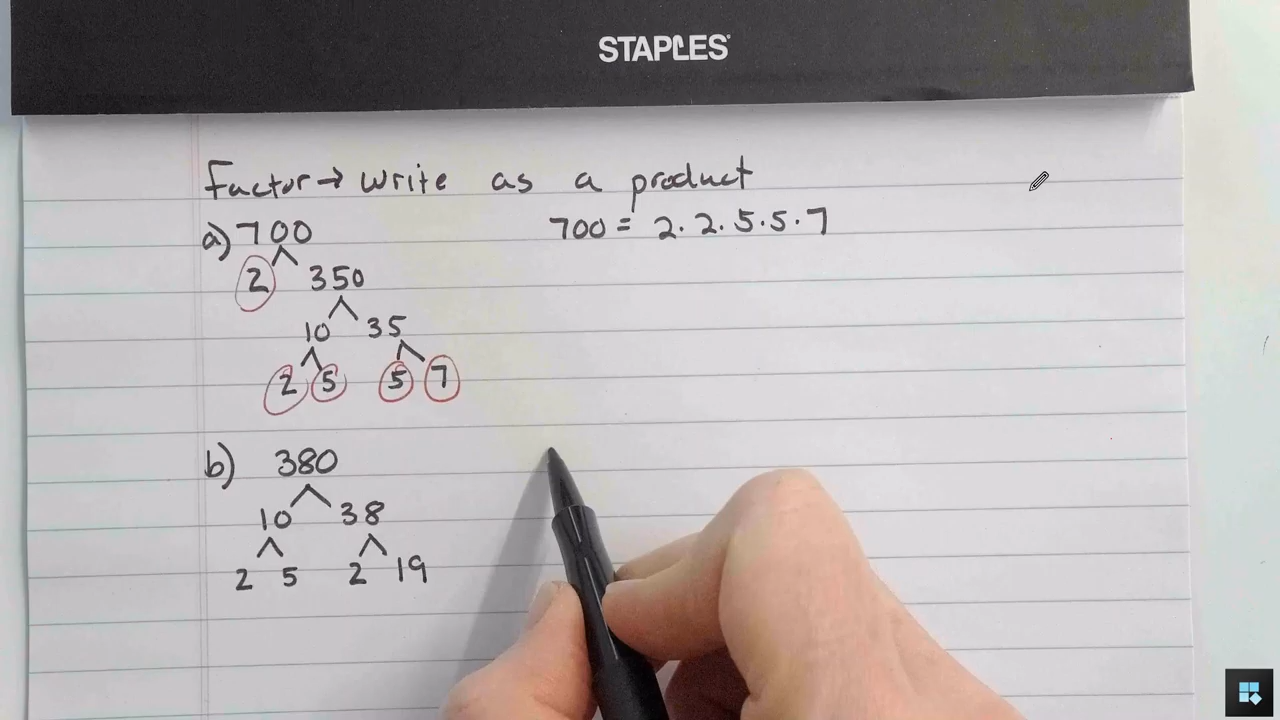 STAPLES
Factor → Write as a product
a) 700
700 = 2 · 2 · 5 · 5 · 7
2 350
10 35
2 5 5 7
b) 380
10 38
2 5 2 19